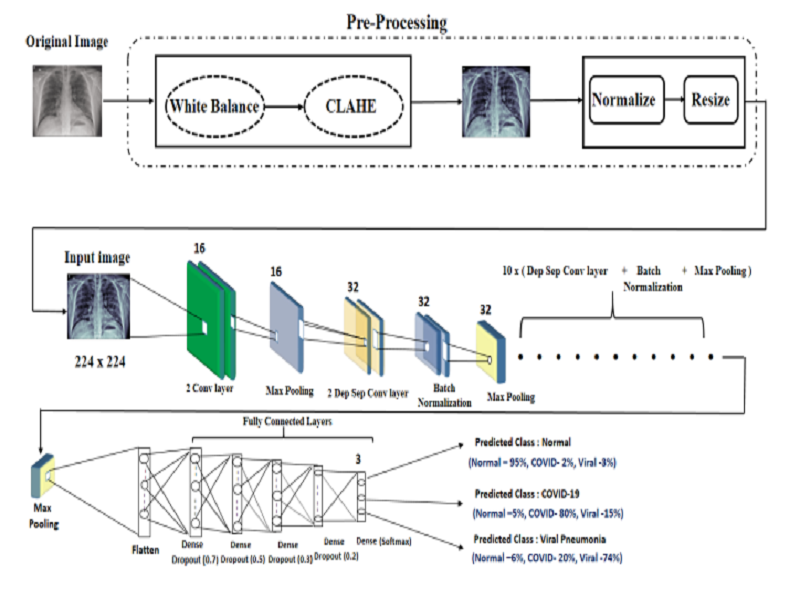 Pre-Processing
Original Image
White Balance
CLAHE
Normalize
Resize
Input image
224 x 224
16
2 Conv layer
16
Max Pooling
32
2 Dep Sep Conv layer
32
Batch
Normalization
32
Max Pooling
10 x ( Dep Sep Conv layer + Batch + Max Pooling )
Normalization
Fully Connected Layers
Max
Pooling
Flatten
Dense
Dropout (0.7)
Dense
Dropout (0.5)
Dense
Dropout (0.3)
Dense
Dropout (0.2)
3
Dense (Softmax)
Predicted Class : Normal
(Normal – 95%, COVID- 2%, Viral -3%)
Predicted Class : COVID-19
(Normal –5%, COVID- 80%, Viral -15%)
Predicted Class : Viral Pneumonia
(Normal –6%, COVID- 20%, Viral -74%)